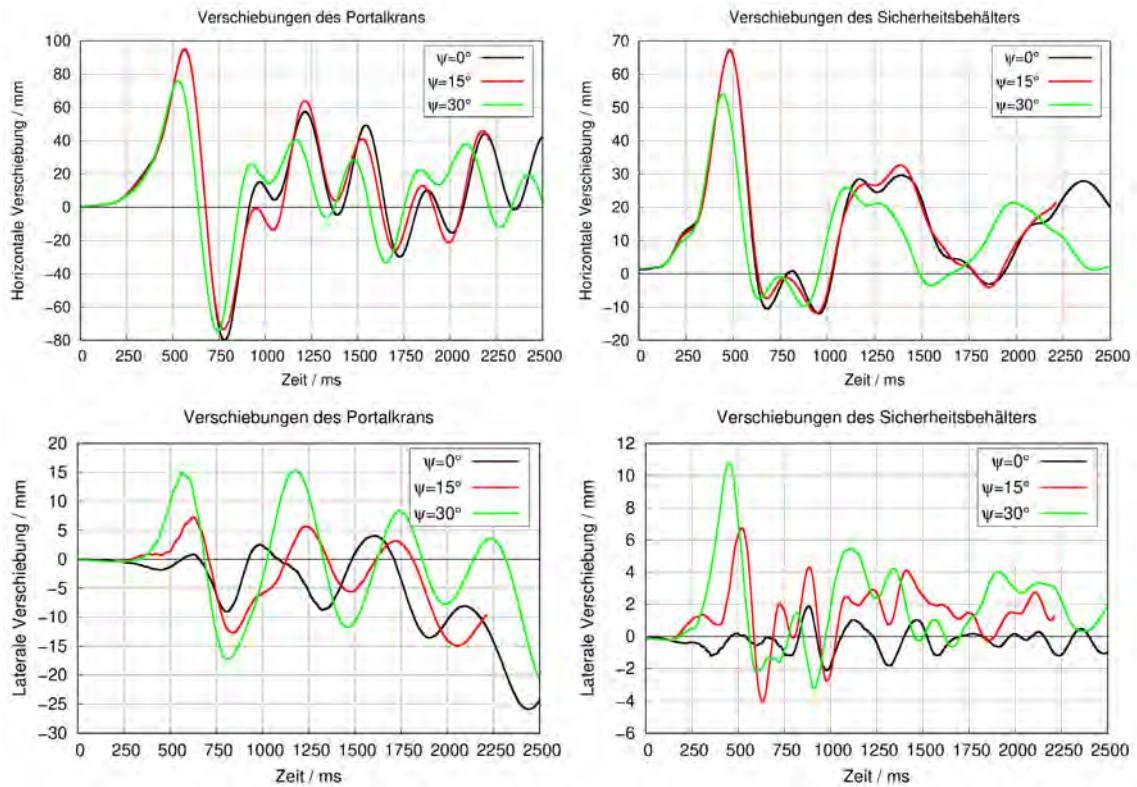 Verschiebungen des Portalkrans
Horizontale Verschiebung / mm
100
80
60
40
20
0
−20
−40
−60
−80
ψ=0°
ψ=15°
ψ=30°
0 250 500 750 1000 1250 1500 1750 2000 2250 2500
Zeit / ms
Verschiebungen des Sicherheitsbehälters
Horizontale Verschiebung / mm
70
60
50
40
30
20
10
0
−10
−20
ψ=0°
ψ=15°
ψ=30°
0 250 500 750 1000 1250 1500 1750 2000 2250 2500
Zeit / ms
Verschiebungen des Portalkrans
Laterale Verschiebung / mm
20
15
10
5
0
−5
−10
−15
−20
−25
−30
ψ=0°
ψ=15°
ψ=30°
0 250 500 750 1000 1250 1500 1750 2000 2250 2500
Zeit / ms
Verschiebungen des Sicherheitsbehälters
Laterale Verschiebung / mm
12
10
8
6
4
2
0
−2
−4
−6
ψ=0°
ψ=15°
ψ=30°
0 250 500 750 1000 1250 1500 1750 2000 2250 2500
Zeit / ms